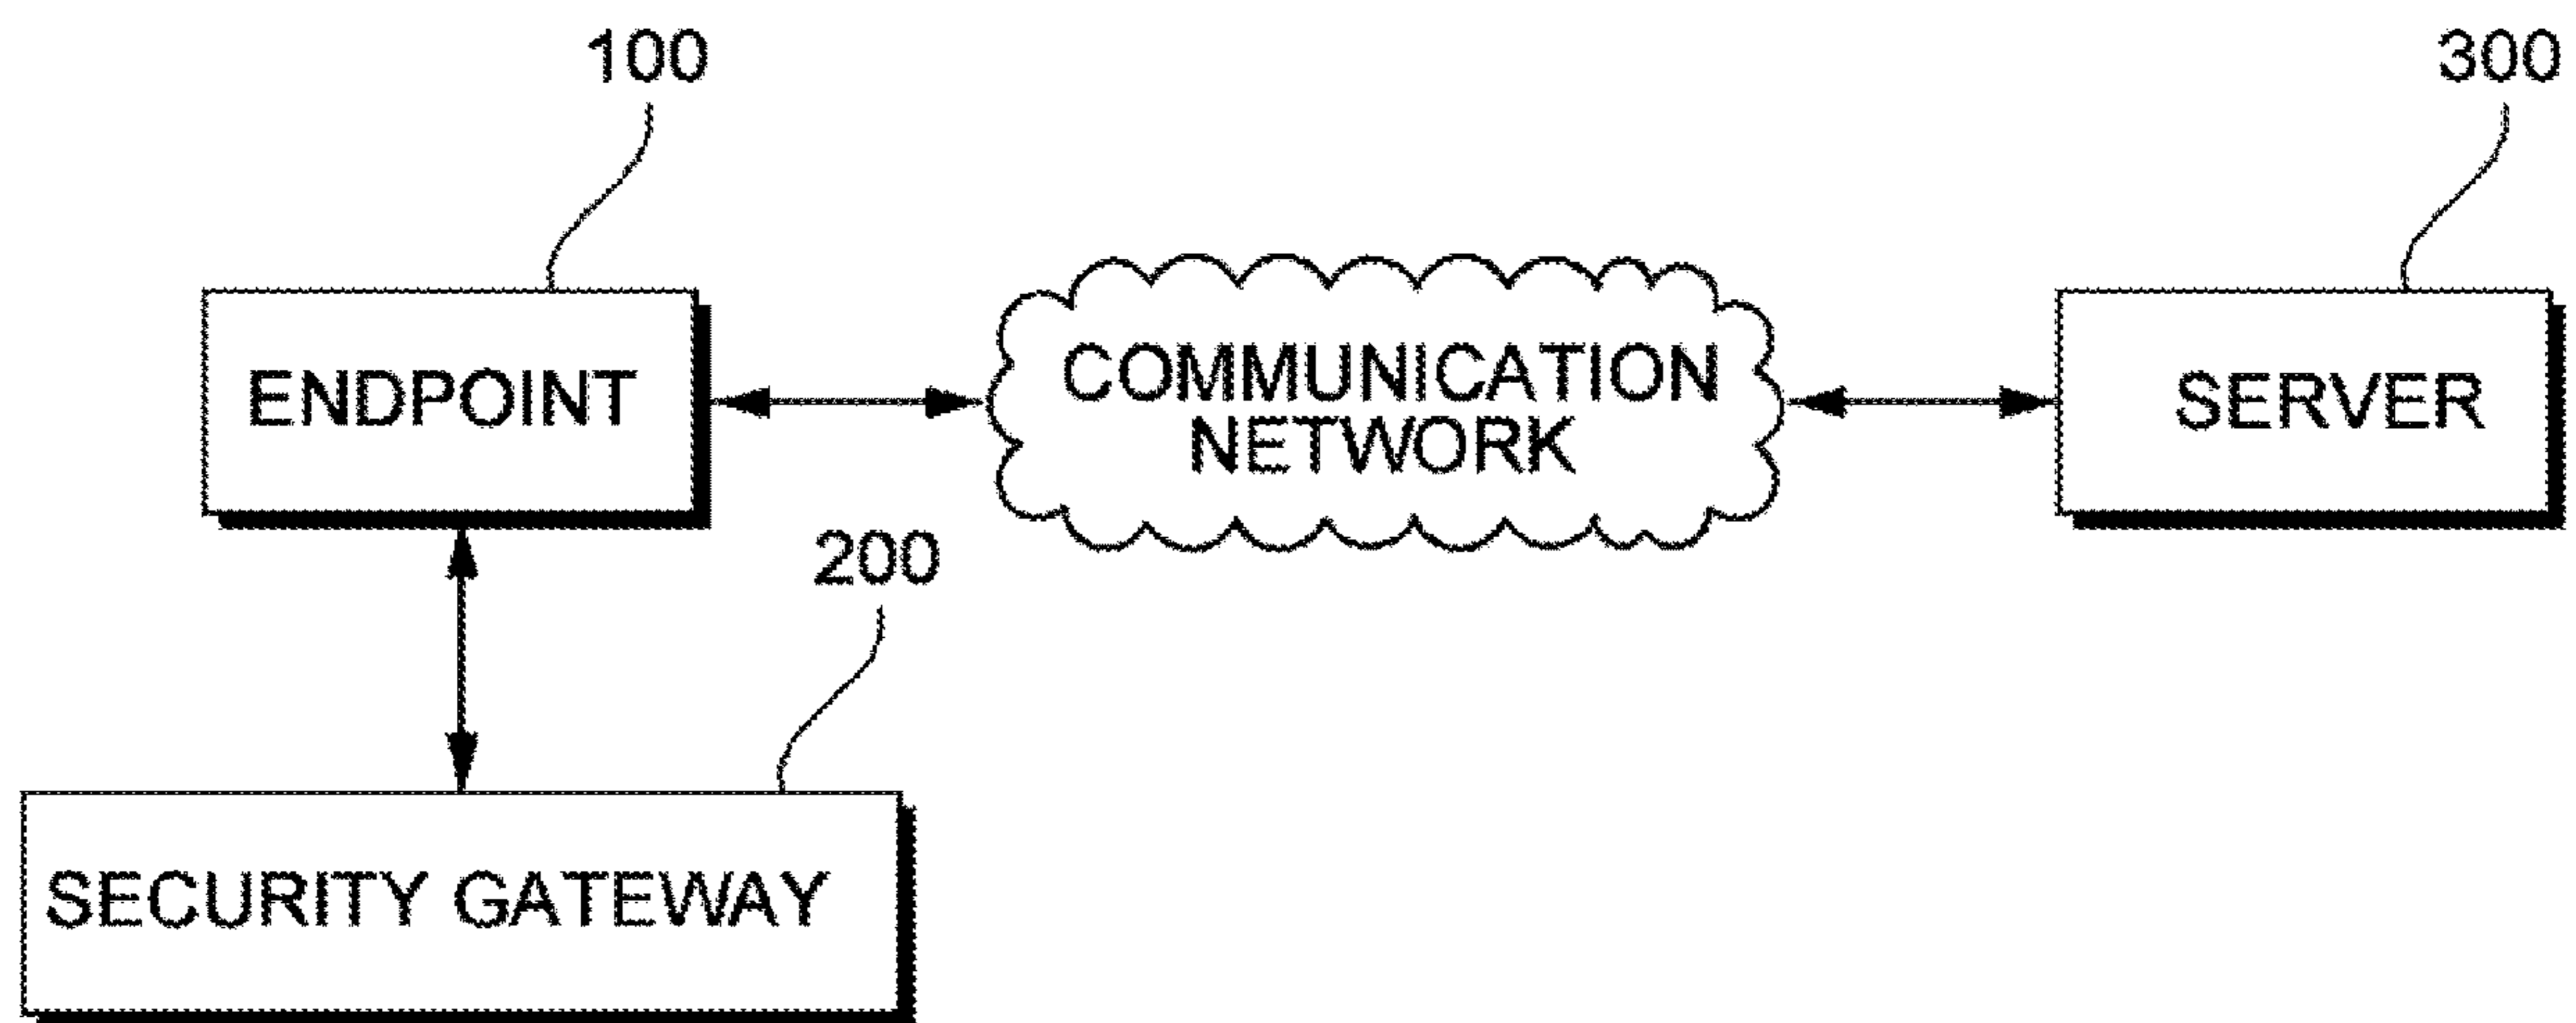 100
300
ENDPOINT
COMMUNICATION
NETWORK
SERVER
200
SECURITY GATEWAY